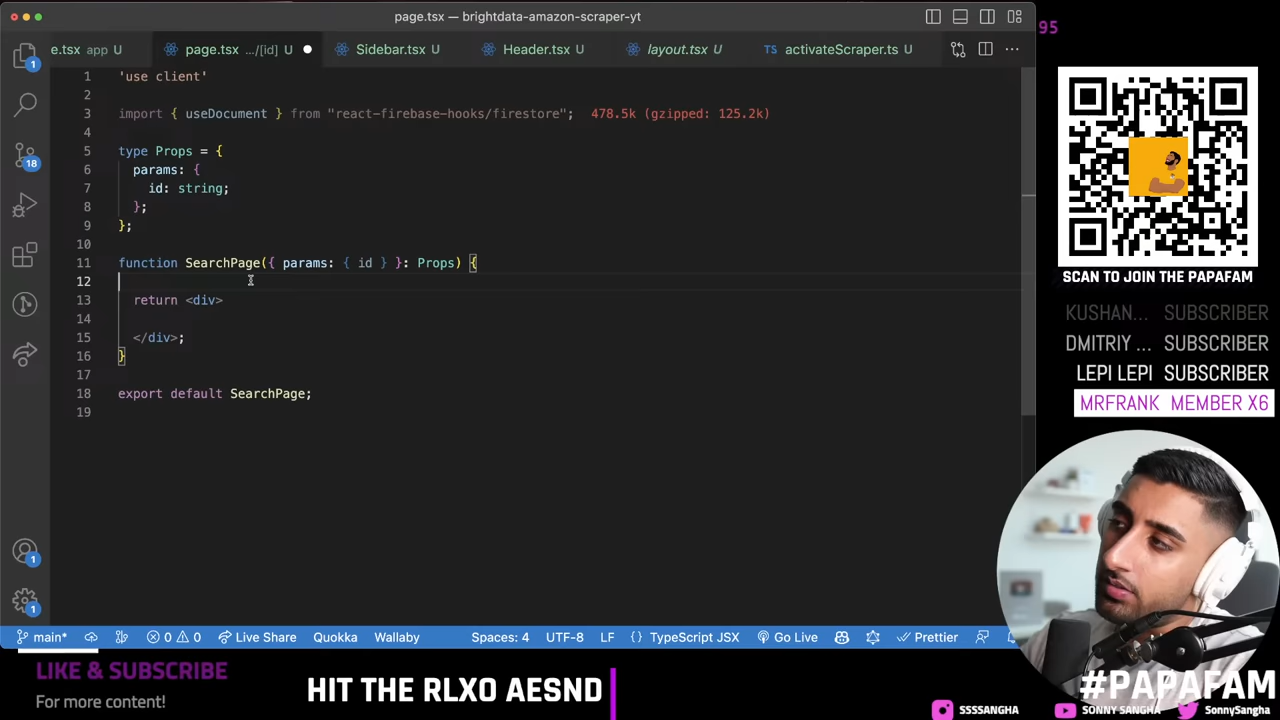 page.tsx — brightdata-amazon-scraper-yt
e.tsx app U
page.tsx .../[id] U
Sidebar.tsx U
Header.tsx U
layout.tsx U
TS activateScraper.ts U
1 'use client'
2
3 import { useDocument } from "react-firebase-hooks/firestore"; 478.5k (gzipped: 125.2k)
4
5 type Props = {
6 params: {
7 id: string;
8 };
9 };
10
11 function SearchPage({ params: { id } }: Props) {
12
13 return <div>
14
15 </div>;
16 }
17
18 export default SearchPage;
19
1
18
1
1
main*
0 0
Live Share
Quokka
Wallaby
Spaces: 4
UTF-8
LF
{} TypeScript JSX
Go Live
Prettier
95
SCAN TO JOIN THE PAPAFAM
KUSHAN... SUBSCRIBER
DMITRIY ... SUBSCRIBER
LEPI LEPI SUBSCRIBER
MRFRANK MEMBER X6
LIKE & SUBSCRIBE
For more content!
HIT THE RLXO AESND
#PAPAFAM
SSSSANGHA
SONNY SANGHA
SonnySangha